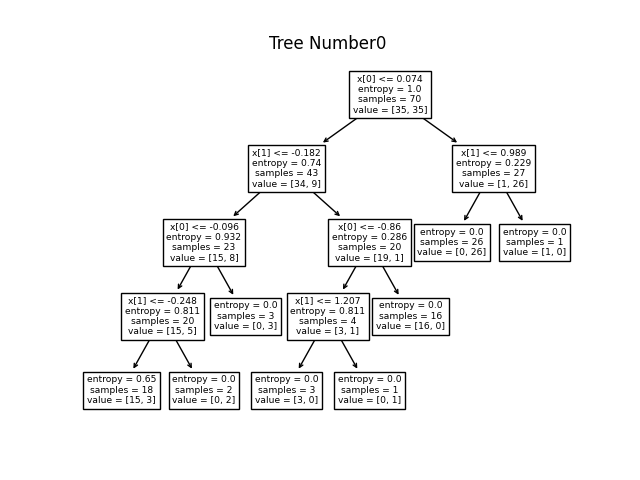 Tree Number0
x[0] <= 0.074
entropy = 1.0
samples = 70
value = [35, 35]
x[1] <= -0.182
entropy = 0.74
samples = 43
value = [34, 9]
x[1] <= 0.989
entropy = 0.229
samples = 27
value = [1, 26]
x[0] <= -0.096
entropy = 0.932
samples = 23
value = [15, 8]
x[0] <= -0.86
entropy = 0.286
samples = 20
value = [19, 1]
entropy = 0.0
samples = 26
value = [0, 26]
entropy = 0.0
samples = 1
value = [1, 0]
x[1] <= -0.248
entropy = 0.811
samples = 20
value = [15, 5]
entropy = 0.0
samples = 3
value = [0, 3]
x[1] <= 1.207
entropy = 0.811
samples = 4
value = [3, 1]
entropy = 0.0
samples = 16
value = [16, 0]
entropy = 0.65
samples = 18
value = [15, 3]
entropy = 0.0
samples = 2
value = [0, 2]
entropy = 0.0
samples = 3
value = [3, 0]
entropy = 0.0
samples = 1
value = [0, 1]